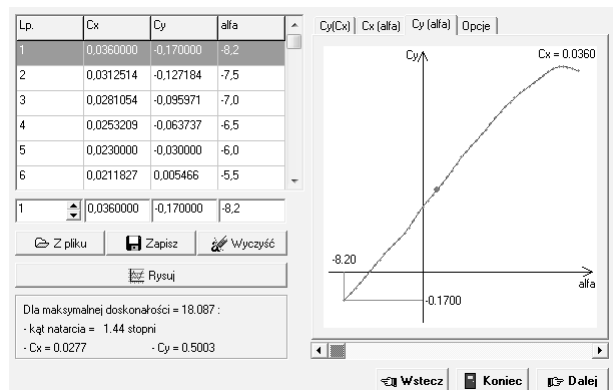 Lp. Cx Cy alfa
1 0,0360000 -0,170000 -8,2
2 0,0312514 -0,127184 -7,5
3 0,0281054 -0,095971 -7,0
4 0,0253209 -0,063737 -6,5
5 0,0230000 -0,030000 -6,0
6 0,0211827 0,005466 -5,5
1 0,0360000 -0,170000 -8,2
Z pliku Zapisz Wyczyść
Rysuj
Dla maksymalnej doskonałości = 18.087 :
- kąt natarcia = 1.44 stopni
- Cx = 0.0277 - Cy = 0.5003
Cy(Cx) Cx (alfa) Cy (alfa) Opcje
Cy Cx = 0.0360
-8.20
alfa
-0.1700
Wstecz Koniec Dalej